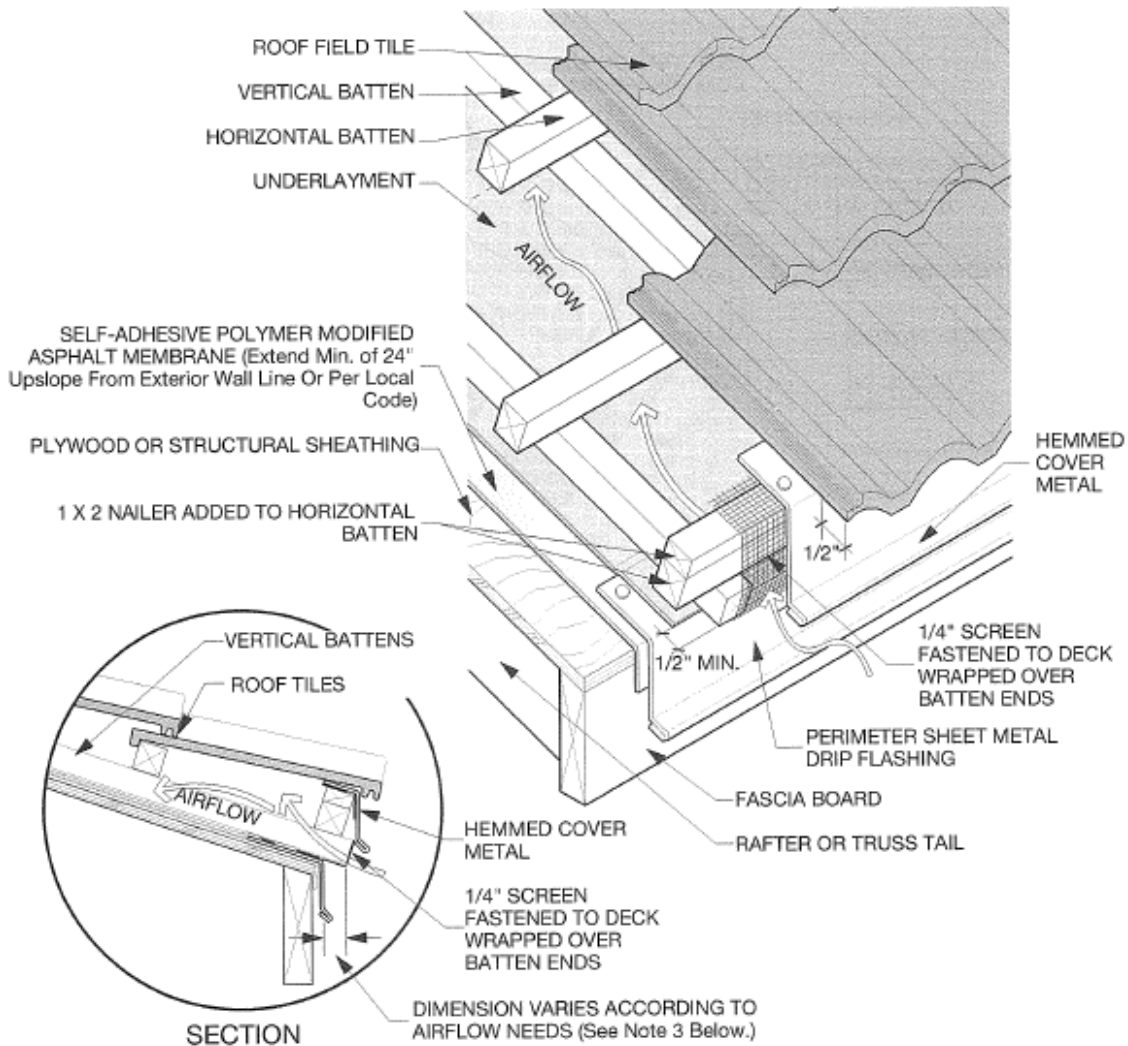 ROOF FIELD TILE
VERTICAL BATTEN
HORIZONTAL BATTEN
UNDERLAYMENT
AIRFLOW
SELF-ADHESIVE POLYMER MODIFIED
ASPHALT MEMBRANE (Extend Min. of 24"
Upslope From Exterior Wall Line Or Per Local
Code)
PLYWOOD OR STRUCTURAL SHEATHING
1 X 2 NAILER ADDED TO HORIZONTAL
BATTEN
HEMMED
COVER
METAL
1/2"
1/2" MIN.
1/4" SCREEN
FASTENED TO DECK
WRAPPED OVER
BATTEN ENDS
PERIMETER SHEET METAL
DRIP FLASHING
FASCIA BOARD
RAFTER OR TRUSS TAIL
VERTICAL BATTENS
ROOF TILES
AIRFLOW
HEMMED COVER
METAL
1/4" SCREEN
FASTENED TO DECK
WRAPPED OVER
BATTEN ENDS
DIMENSION VARIES ACCORDING TO
AIRFLOW NEEDS (See Note 3 Below.)
SECTION